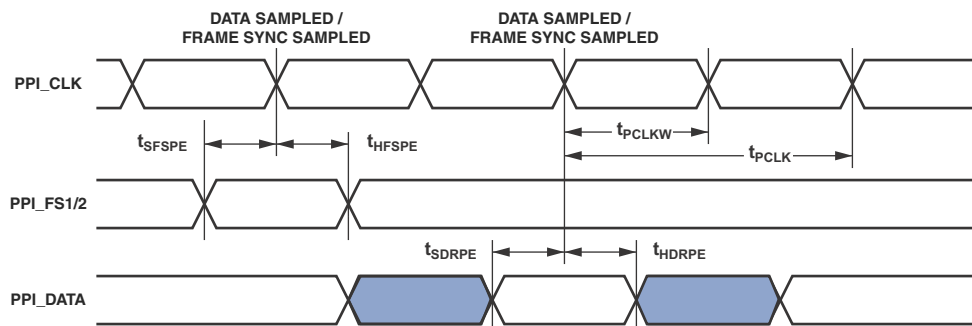 DATA SAMPLED /
FRAME SYNC SAMPLED
DATA SAMPLED /
FRAME SYNC SAMPLED
PPI_CLK
tPCLKW
tSFSPE
tHFSPE
tPCLK
PPI_FS1/2
tSDRPE
tHDRPE
PPI_DATA